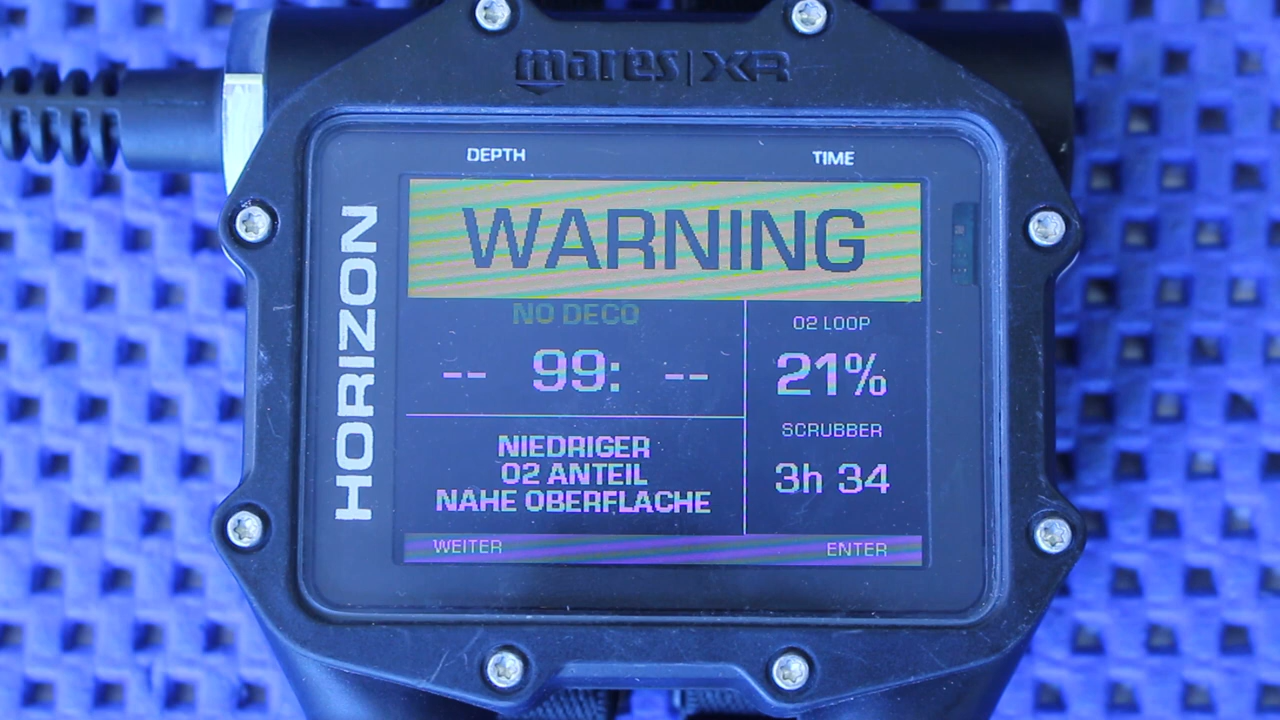 mares | XR
DEPTH TIME
HORIZON
WARNING
NO DECO
-- 99: --
O2 LOOP
21%
SCRUBBER
3h 34
NIEDRIGER
O2 ANTEIL
NAHE OBERFLACHE
WEITER ENTER